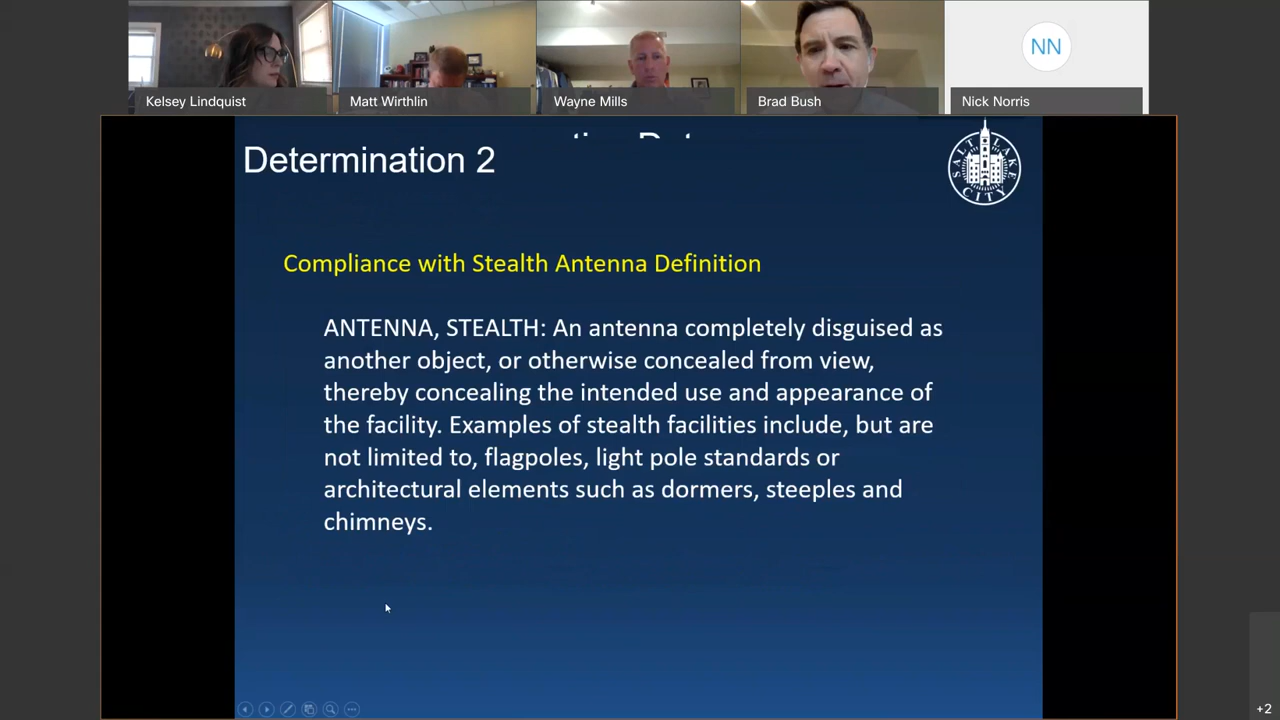 Kelsey Lindquist
Matt Wirthlin
Wayne Mills
Brad Bush
NN
Nick Norris
Determination 2
SALT LAKE
CITY
Compliance with Stealth Antenna Definition
ANTENNA, STEALTH: An antenna completely disguised as
another object, or otherwise concealed from view,
thereby concealing the intended use and appearance of
the facility. Examples of stealth facilities include, but are
not limited to, flagpoles, light pole standards or
architectural elements such as dormers, steeples and
chimneys.
+2